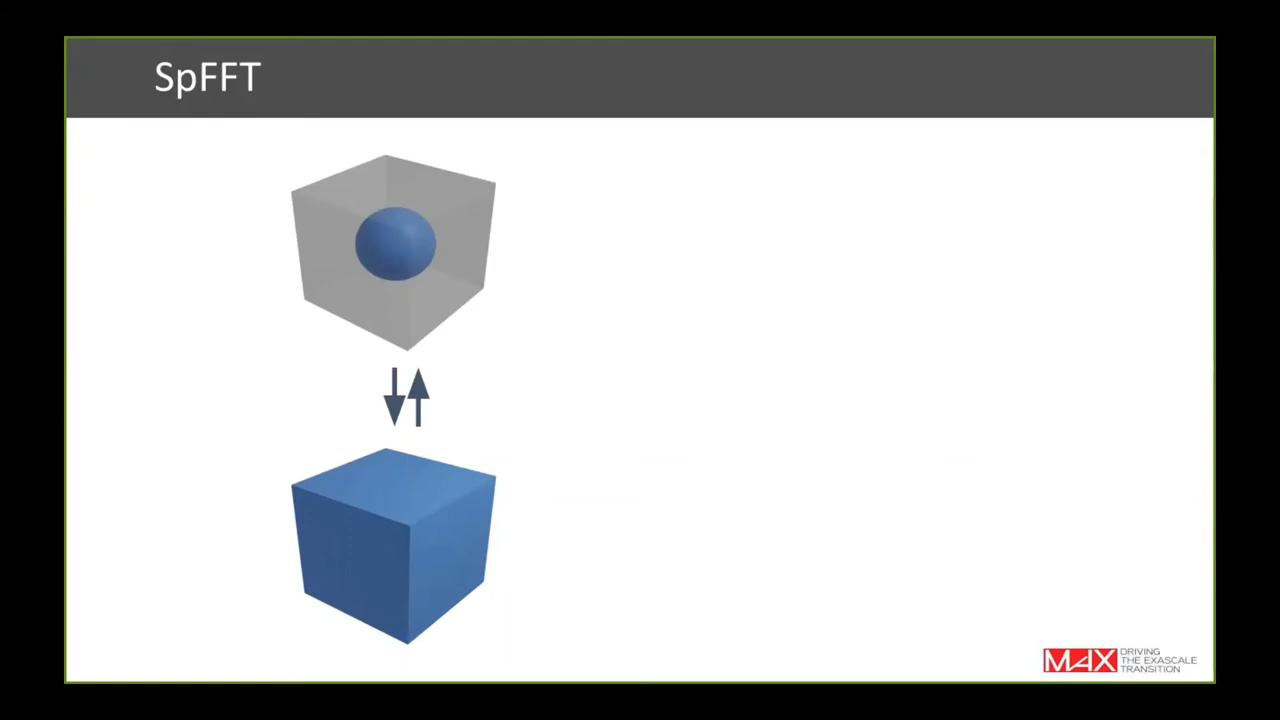 SpFFT
MAX
DRIVING
THE EXASCALE
TRANSITION